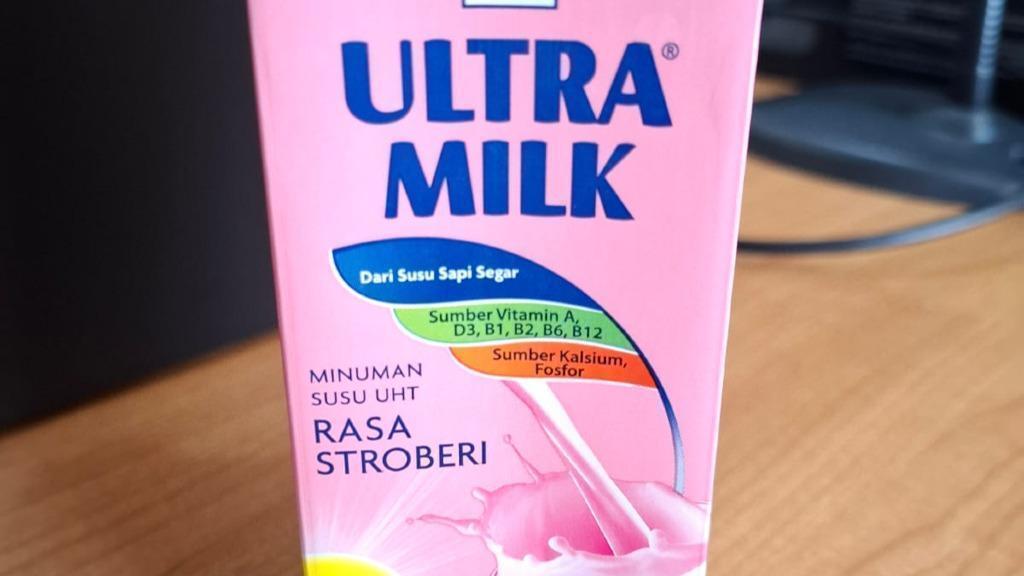 ULTRA®
MILK
Dari Susu Sapi Segar
Sumber Vitamin A,
D3, B1, B2, B6, B12
Sumber Kalsium,
Fosfor
MINUMAN
SUSU UHT
RASA
STROBERI